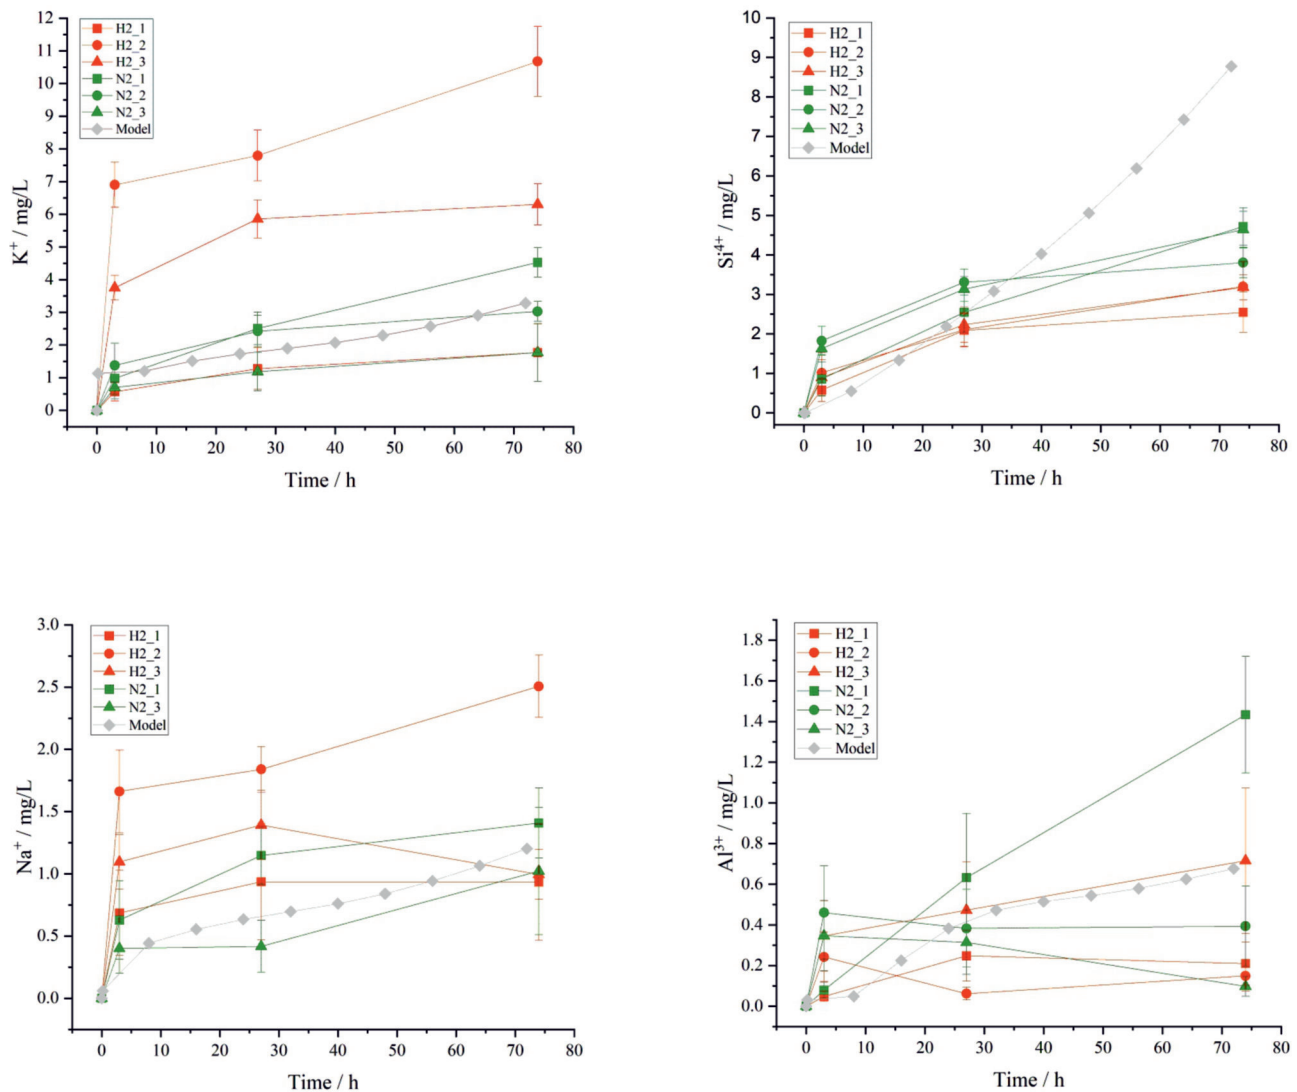 K⁺ / mg/L
12
11
10
9
8
7
6
5
4
3
2
1
0
H2_1
H2_2
H2_3
N2_1
N2_2
N2_3
Model
0 10 20 30 40 50 60 70 80
Time / h
Si⁴⁺ / mg/L
10
9
8
7
6
5
4
3
2
1
0
H2_1
H2_2
H2_3
N2_1
N2_2
N2_3
Model
0 10 20 30 40 50 60 70 80
Time / h
Na⁺ / mg/L
3.0
2.5
2.0
1.5
1.0
0.5
0.0
H2_1
H2_2
H2_3
N2_1
N2_3
Model
0 10 20 30 40 50 60 70 80
Time / h
Al³⁺ / mg/L
1.8
1.6
1.4
1.2
1.0
0.8
0.6
0.4
0.2
0.0
H2_1
H2_2
H2_3
N2_1
N2_2
N2_3
Model
0 10 20 30 40 50 60 70 80
Time / h